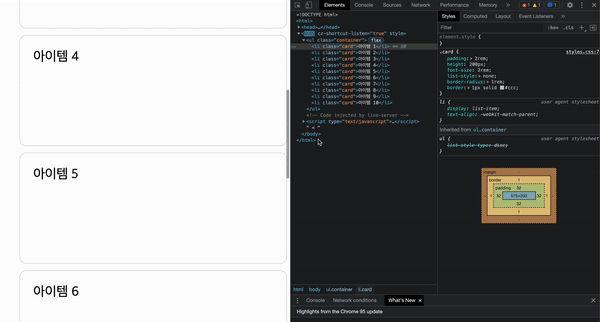 아이템 4
아이템 5
아이템 6
Elements
Console
Sources
Network
Performance
Memory
<!DOCTYPE html>
<html>
<head>…</head>
cz-shortcut-listen="true" style>
<ul class="container"> flex
<li class="card">아이템 1</li> == $0
<li class="card">아이템 2</li>
<li class="card">아이템 3</li>
<li class="card">아이템 4</li>
<li class="card">아이템 5</li>
<li class="card">아이템 6</li>
<li class="card">아이템 7</li>
<li class="card">아이템 8</li>
<li class="card">아이템 9</li>
<li class="card">아이템 10</li>
</ul>
<!-- Code injected by live-server -->
<script type="text/javascript">…</script>
</body>
</html>
Styles
Computed
Layout
Event Listeners
Filter
:hov
.cls
element.style {
}
.card {
styles.css:7
padding: 2rem;
height: 200px;
font-size: 2rem;
list-style: none;
border-radius: 1rem;
border: 1px solid #ccc;
}
li {
user agent stylesheet
display: list-item;
text-align: -webkit-match-parent;
}
Inherited from ul.container
ul {
user agent stylesheet
list-style-type: disc;
}
margin
border
1
padding
32
32
32
32
1
html
body
ul.container
li.card
Console
Network conditions
What's New
Highlights from the Chrome 95 update